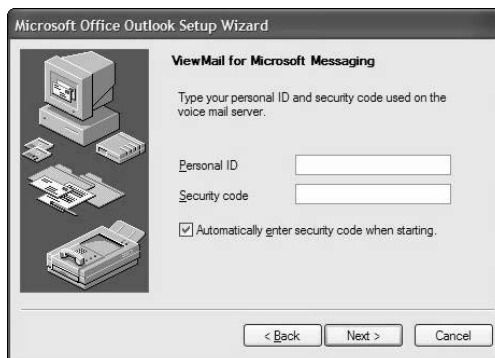 Microsoft Office Outlook Setup Wizard
ViewMail for Microsoft Messaging
Type your personal ID and security code used on the
voice mail server.
Personal ID
Security code
Automatically enter security code when starting.
< Back
Next >
Cancel